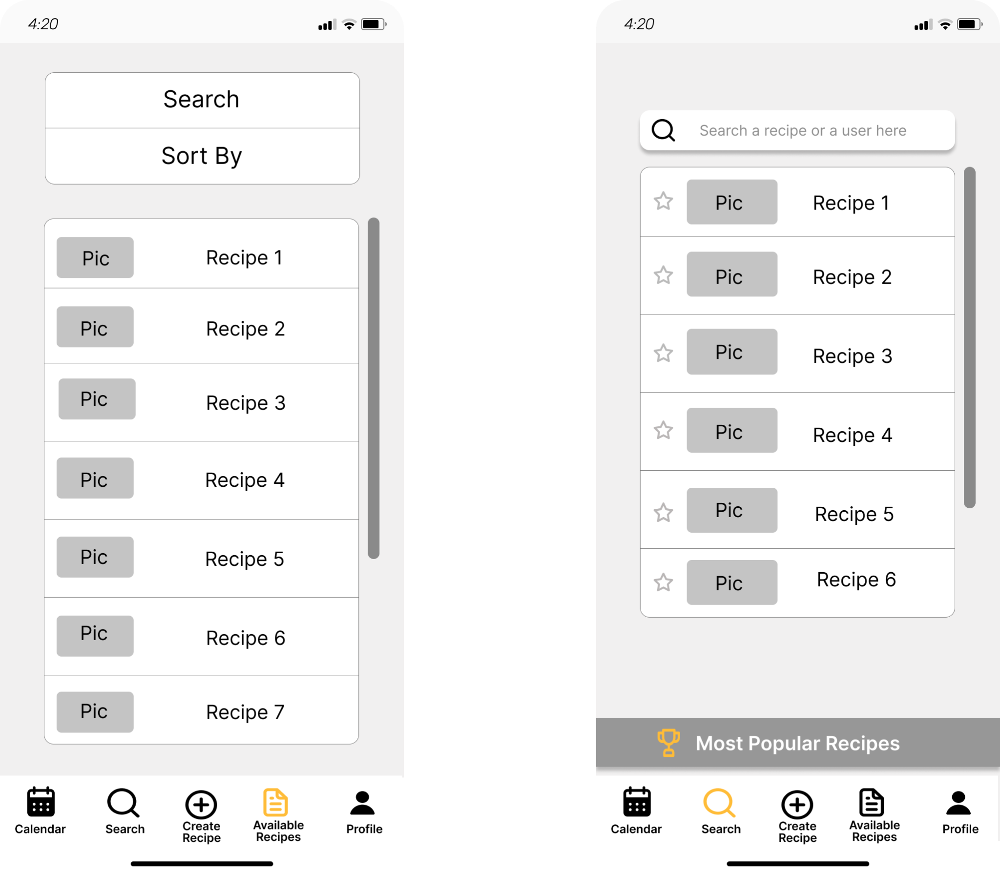 4:20
Search
Sort By
Pic Recipe 1
Pic Recipe 2
Pic Recipe 3
Pic Recipe 4
Pic Recipe 5
Pic Recipe 6
Pic Recipe 7
Calendar
Search
Create
Recipe
Available
Recipes
Profile
4:20
Search a recipe or a user here
Pic Recipe 1
Pic Recipe 2
Pic Recipe 3
Pic Recipe 4
Pic Recipe 5
Pic Recipe 6
Most Popular Recipes
Calendar
Search
Create
Recipe
Available
Recipes
Profile